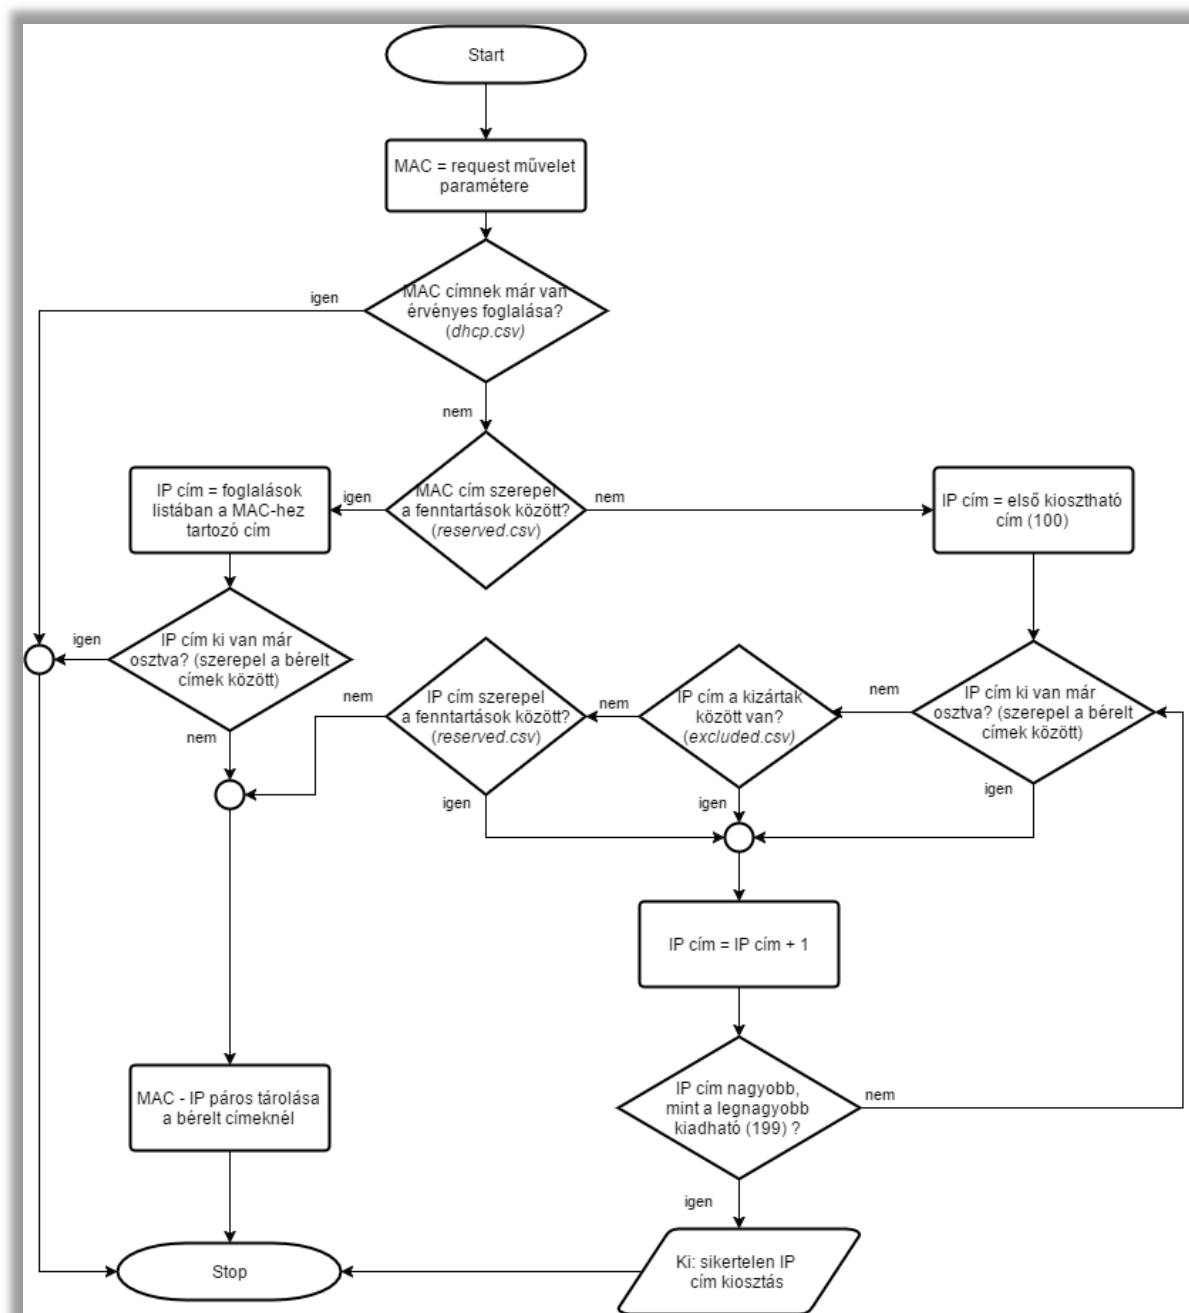 Start
MAC = request művelet
paramétere
igen
MAC címnek már van
érvényes foglalása?
(dhcp.csv)
nem
IP cím = foglalások
listában a MAC-hez
tartozó cím
igen
MAC cím szerepel
a fenntartások között?
(reserved.csv)
nem
IP cím = első kiosztható
cím (100)
igen
IP cím ki van már
osztva? (szerepel a bérelt
címek között)
nem
nem
IP cím szerepel
a fenntartások között?
(reserved.csv)
igen
nem
IP cím a kizártak
között van?
(excluded.csv)
igen
nem
IP cím ki van már
osztva? (szerepel a bérelt
címek között)
igen
IP cím = IP cím + 1
MAC - IP páros tárolása
a bérelt címeknél
IP cím nagyobb,
mint a legnagyobb
kiadható (199) ?
nem
igen
Stop
Ki: sikertelen IP
cím kiosztás